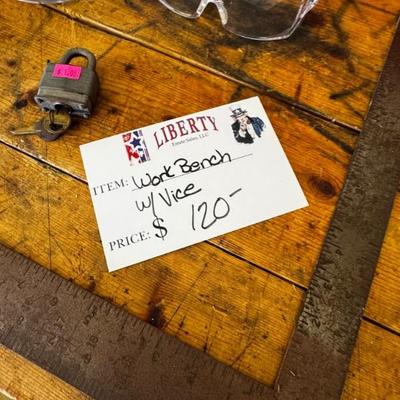 LIBERTY
Estate Sales, LLC
ITEM: Work Bench
w/ Vice
PRICE: $ 120-